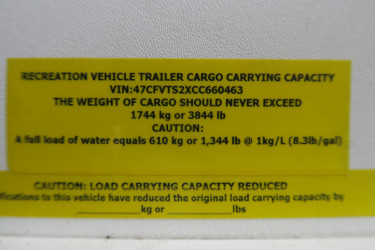 RECREATION VEHICLE TRAILER CARGO CARRYING CAPACITY
VIN:47CFVTS2XCC660463
THE WEIGHT OF CARGO SHOULD NEVER EXCEED
1744 kg or 3844 lb
CAUTION:
A full load of water equals 610 kg or 1,344 lb @ 1kg/L (8.3lb/gal)
CAUTION: LOAD CARRYING CAPACITY REDUCED
ifications to this vehicle have reduced the original load carrying capacity by
____________kg or ____________lbs